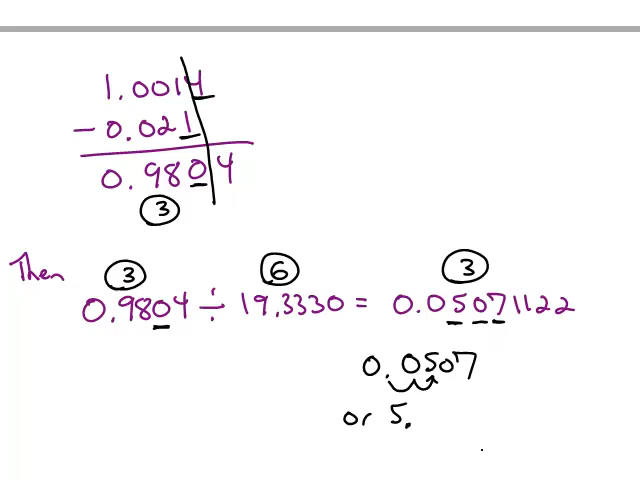 1.0014
- 0.021
0.9804
3
Then
3 6 3
0.9804 ÷ 19.3330 = 0.05071122
0.0507
or 5.